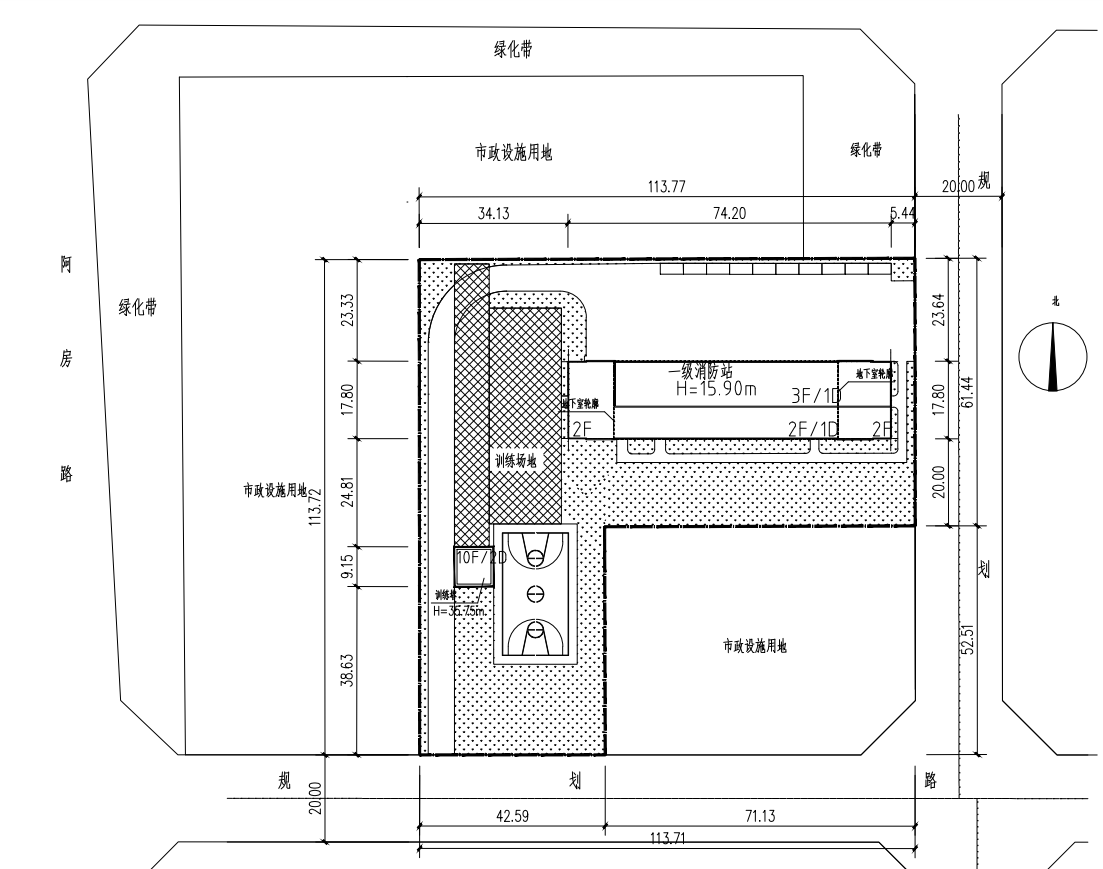 绿化带
市政设施用地
绿化带
113.77
20.00
规
34.13
74.20
5.44
阿
房
路
绿化带
23.33
17.80
24.81
9.15
38.63
113.72
20.00
23.64
17.80
20.00
61.44
52.51
北
一级消防站
H=15.90m
3F/1D
地下室轮廓
地下室轮廓
2F
2F/1D
2F
训练场地
市政设施用地
10F/2D
训练塔
H=35.75m
划
市政设施用地
规
划
路
42.59
71.13
113.71